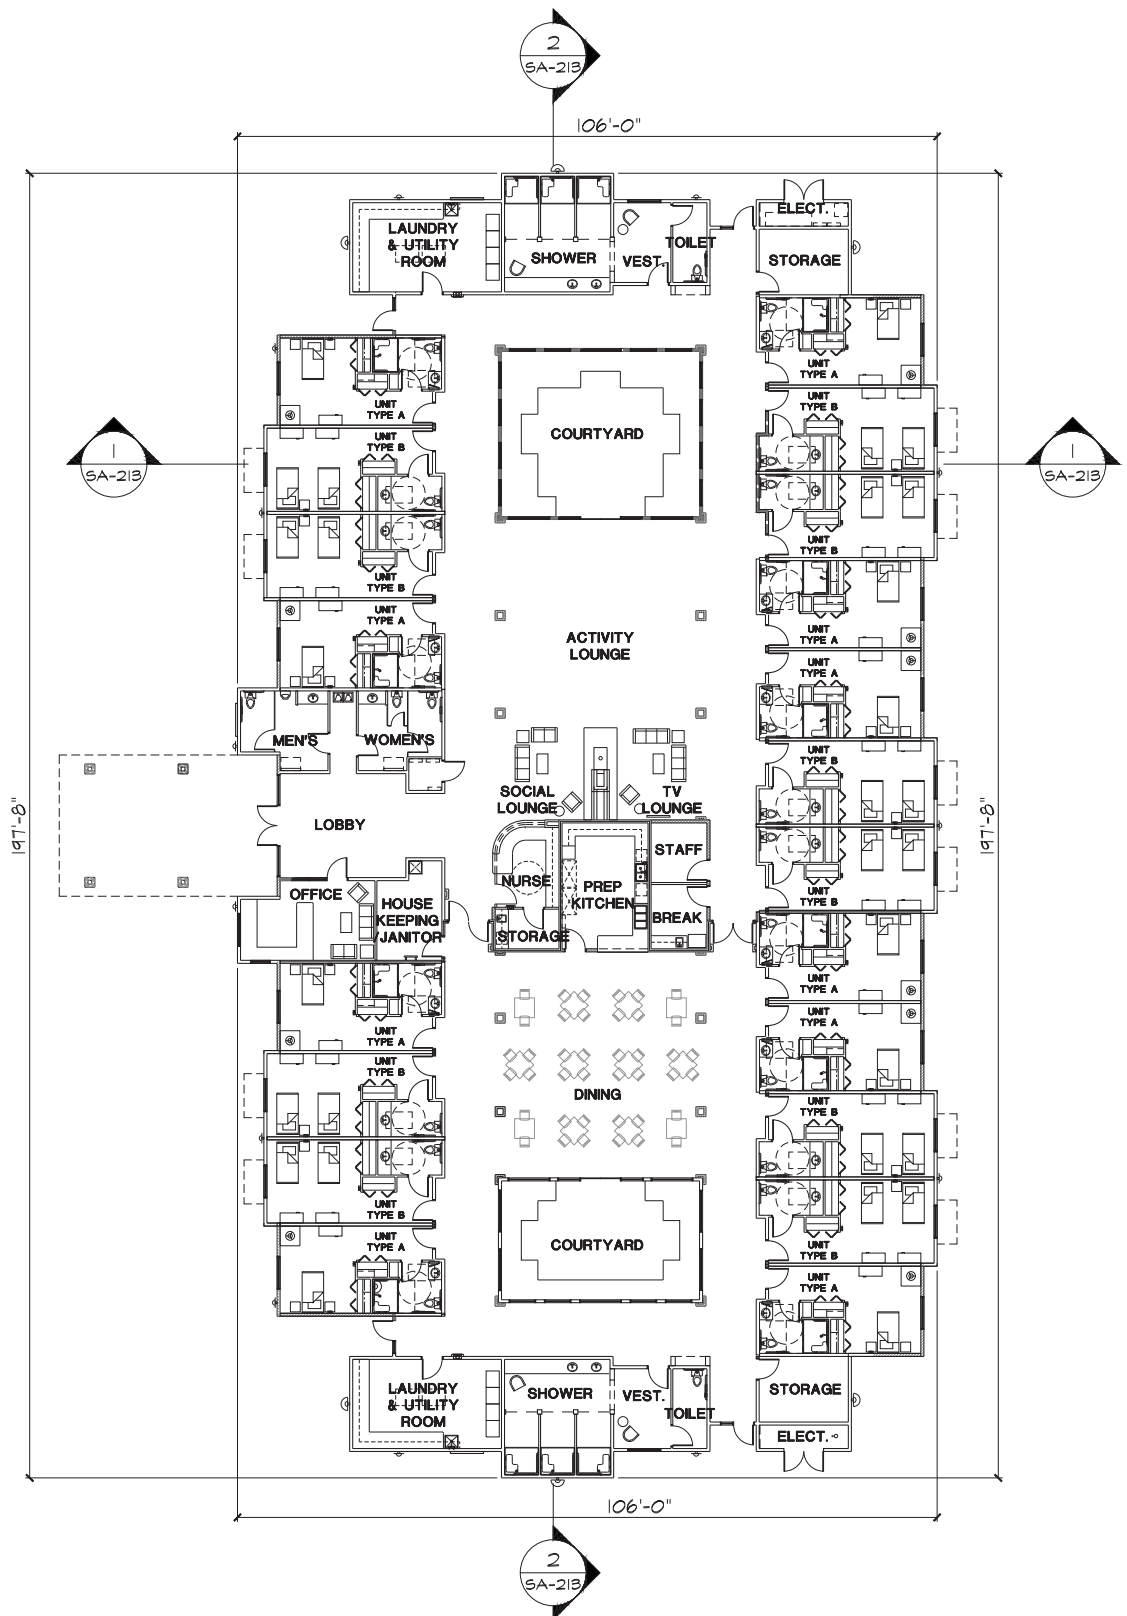 2
SA-213
106'-0"
ELECT.
LAUNDRY
& UTILITY
ROOM
SHOWER
VEST.
TOILET
STORAGE
UNIT
TYPE A
UNIT
TYPE A
UNIT
TYPE B
UNIT
TYPE B
COURTYARD
1
SA-213
1
SA-213
UNIT
TYPE B
UNIT
TYPE B
UNIT
TYPE A
UNIT
TYPE A
ACTIVITY
LOUNGE
UNIT
TYPE A
MEN'S
WOMEN'S
UNIT
TYPE B
SOCIAL
LOUNGE
TV
LOUNGE
197'-8"
197'-8"
LOBBY
STAFF
NURSE
PREP
KITCHEN
OFFICE
HOUSE
KEEPING
/JANITOR
BREAK
STORAGE
UNIT
TYPE B
UNIT
TYPE A
UNIT
TYPE A
UNIT
TYPE A
UNIT
TYPE B
DINING
UNIT
TYPE B
UNIT
TYPE B
UNIT
TYPE A
COURTYARD
UNIT
TYPE B
UNIT
TYPE A
LAUNDRY
& UTILITY
ROOM
SHOWER
VEST.
TOILET
STORAGE
ELECT.
106'-0"
2
SA-213